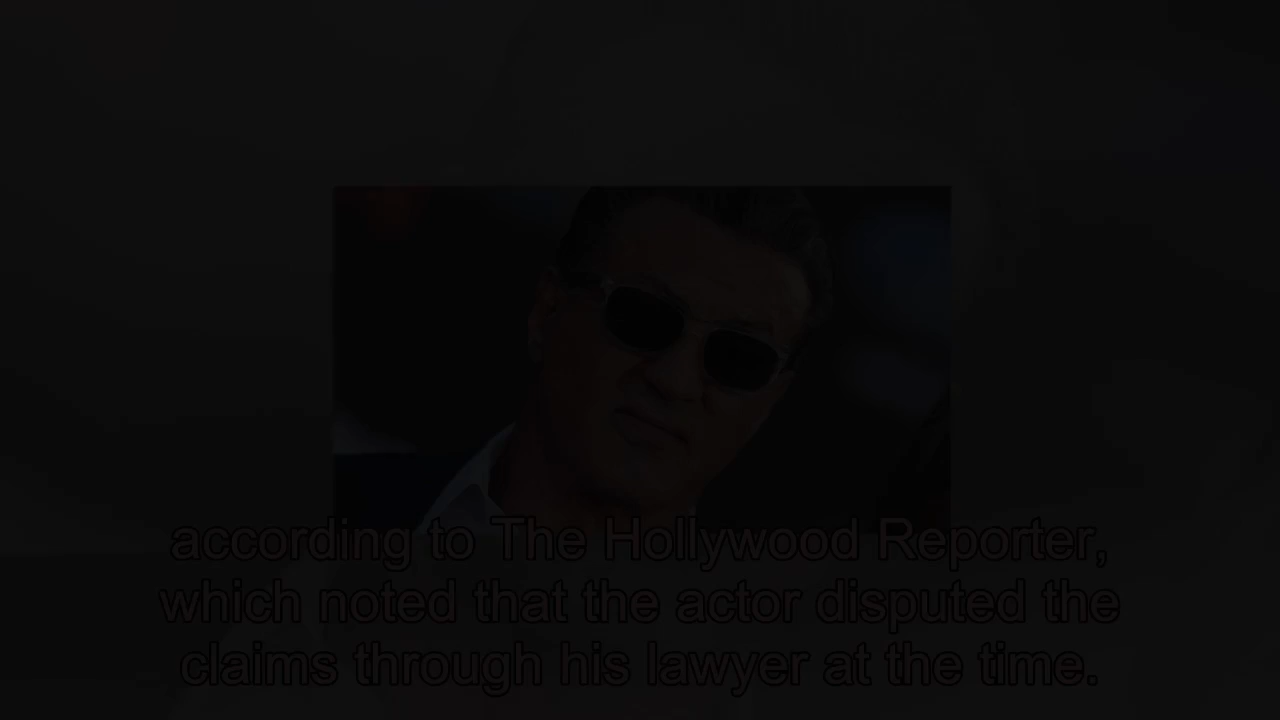 according to The Hollywood Reporter,
which noted that the actor disputed the
claims through his lawyer at the time.